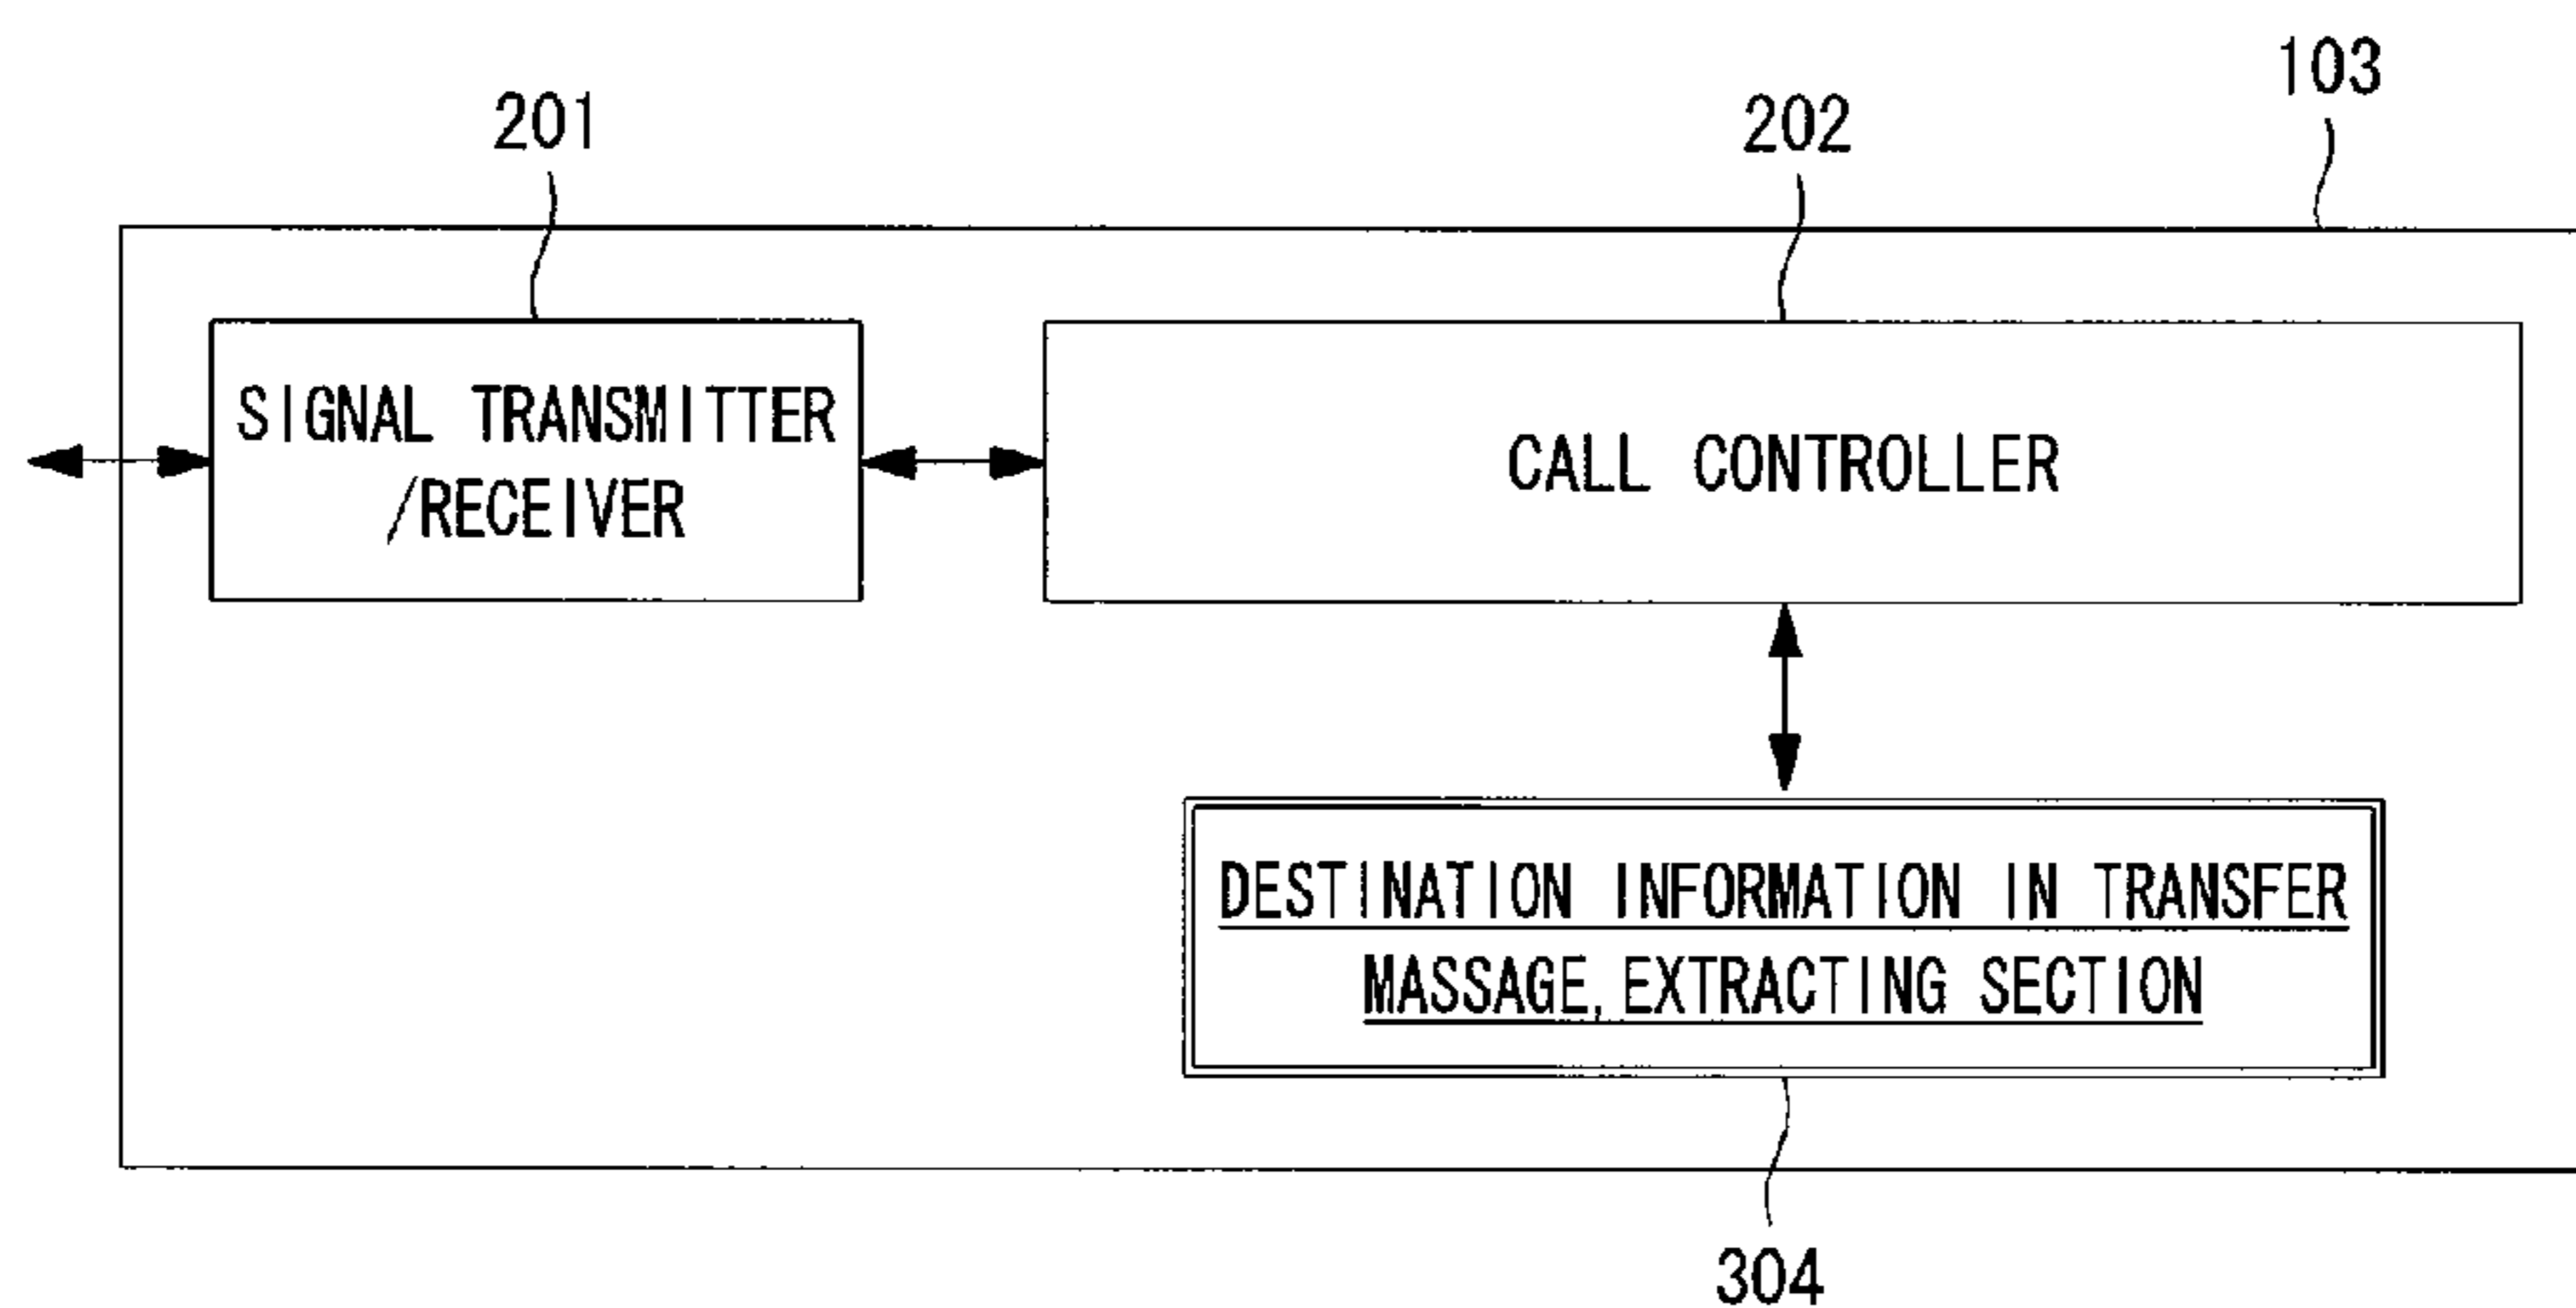 103
201
202
SIGNAL TRANSMITTER
/RECEIVER
CALL CONTROLLER
DESTINATION INFORMATION IN TRANSFER
MASSAGE, EXTRACTING SECTION
304